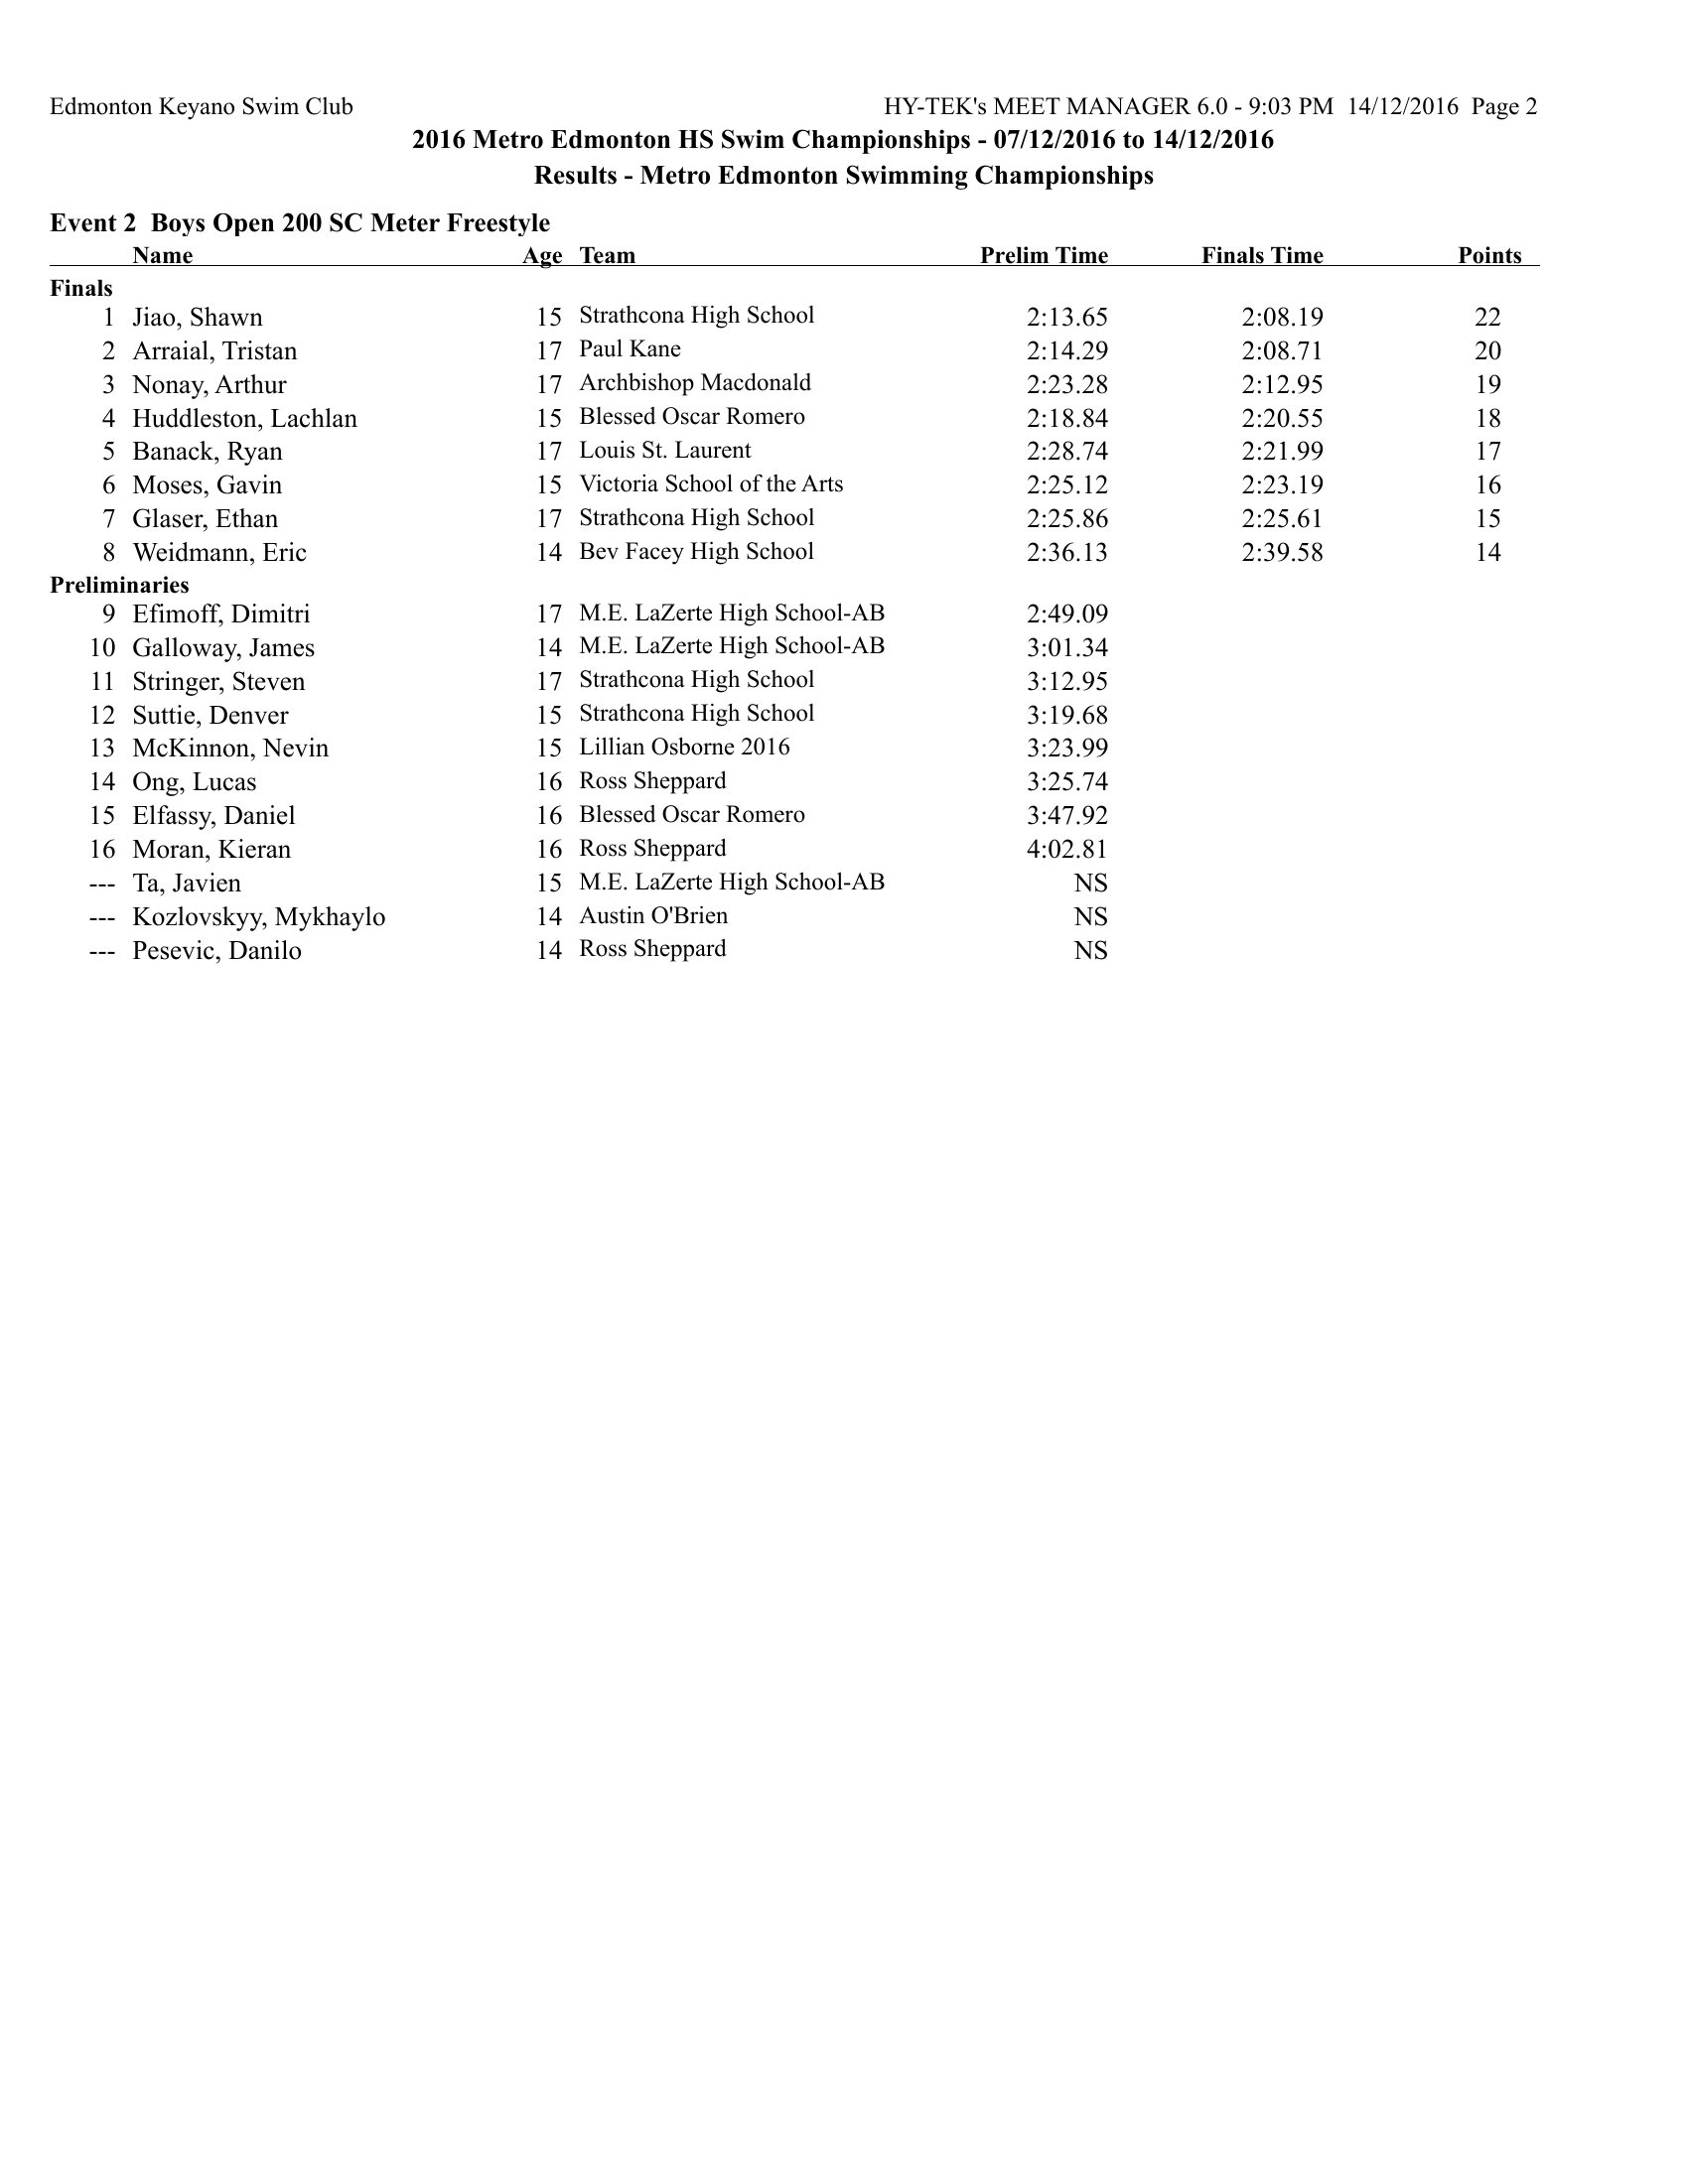 Edmonton Keyano Swim Club HY-TEK's MEET MANAGER 6.0 - 9:03 PM 14/12/2016 Page 2
2016 Metro Edmonton HS Swim Championships - 07/12/2016 to 14/12/2016
Results - Metro Edmonton Swimming Championships
Event 2 Boys Open 200 SC Meter Freestyle
Name Age Team Prelim Time Finals Time Points
Finals
1 Jiao, Shawn 15 Strathcona High School 2:13.65 2:08.19 22
2 Arraial, Tristan 17 Paul Kane 2:14.29 2:08.71 20
3 Nonay, Arthur 17 Archbishop Macdonald 2:23.28 2:12.95 19
4 Huddleston, Lachlan 15 Blessed Oscar Romero 2:18.84 2:20.55 18
5 Banack, Ryan 17 Louis St. Laurent 2:28.74 2:21.99 17
6 Moses, Gavin 15 Victoria School of the Arts 2:25.12 2:23.19 16
7 Glaser, Ethan 17 Strathcona High School 2:25.86 2:25.61 15
8 Weidmann, Eric 14 Bev Facey High School 2:36.13 2:39.58 14
Preliminaries
9 Efimoff, Dimitri 17 M.E. LaZerte High School-AB 2:49.09
10 Galloway, James 14 M.E. LaZerte High School-AB 3:01.34
11 Stringer, Steven 17 Strathcona High School 3:12.95
12 Suttie, Denver 15 Strathcona High School 3:19.68
13 McKinnon, Nevin 15 Lillian Osborne 2016 3:23.99
14 Ong, Lucas 16 Ross Sheppard 3:25.74
15 Elfassy, Daniel 16 Blessed Oscar Romero 3:47.92
16 Moran, Kieran 16 Ross Sheppard 4:02.81
--- Ta, Javien 15 M.E. LaZerte High School-AB NS
--- Kozlovskyy, Mykhaylo 14 Austin O'Brien NS
--- Pesevic, Danilo 14 Ross Sheppard NS